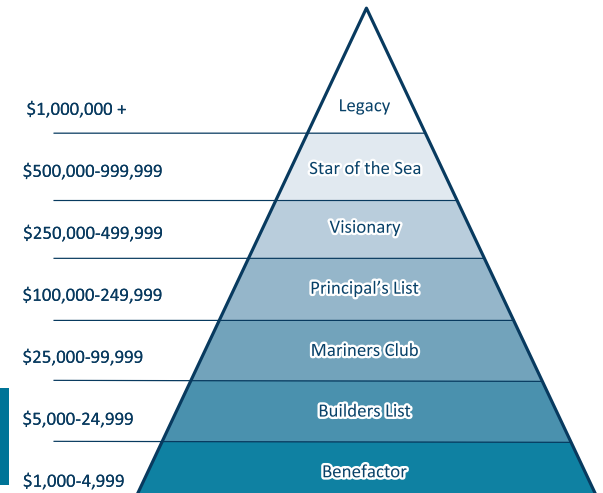 $1,000,000 +
Legacy
$500,000-999,999
Star of the Sea
$250,000-499,999
Visionary
$100,000-249,999
Principal's List
$25,000-99,999
Mariners Club
$5,000-24,999
Builders List
$1,000-4,999
Benefactor